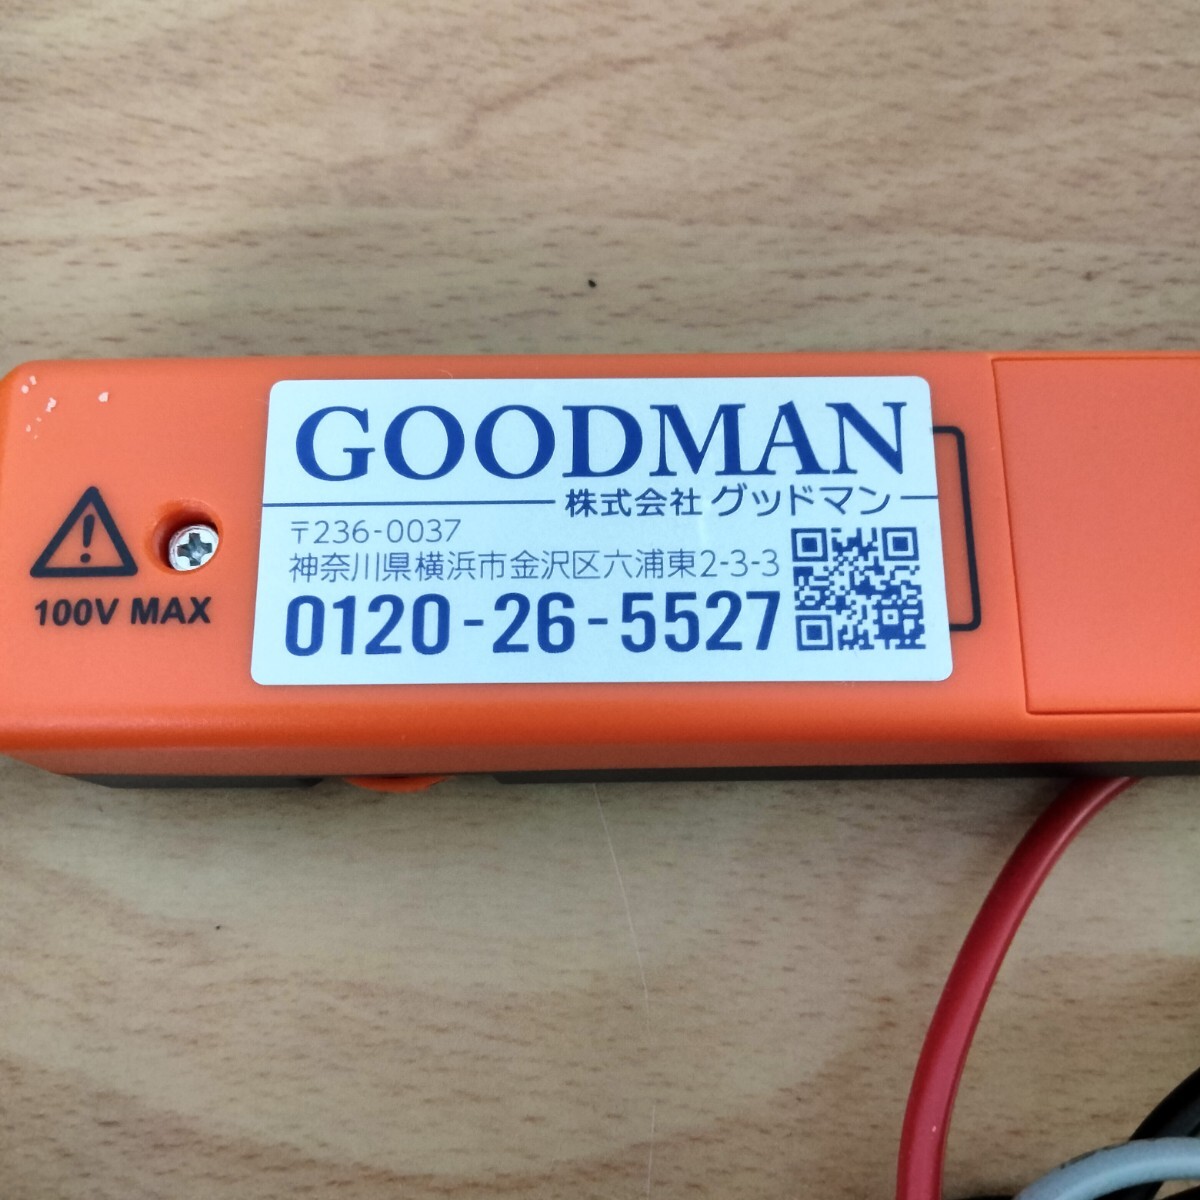 GOODMAN
株式会社 グッドマン
〒236-0037
神奈川県横浜市金沢区六浦東2-3-3
0120-26-5527
100V MAX